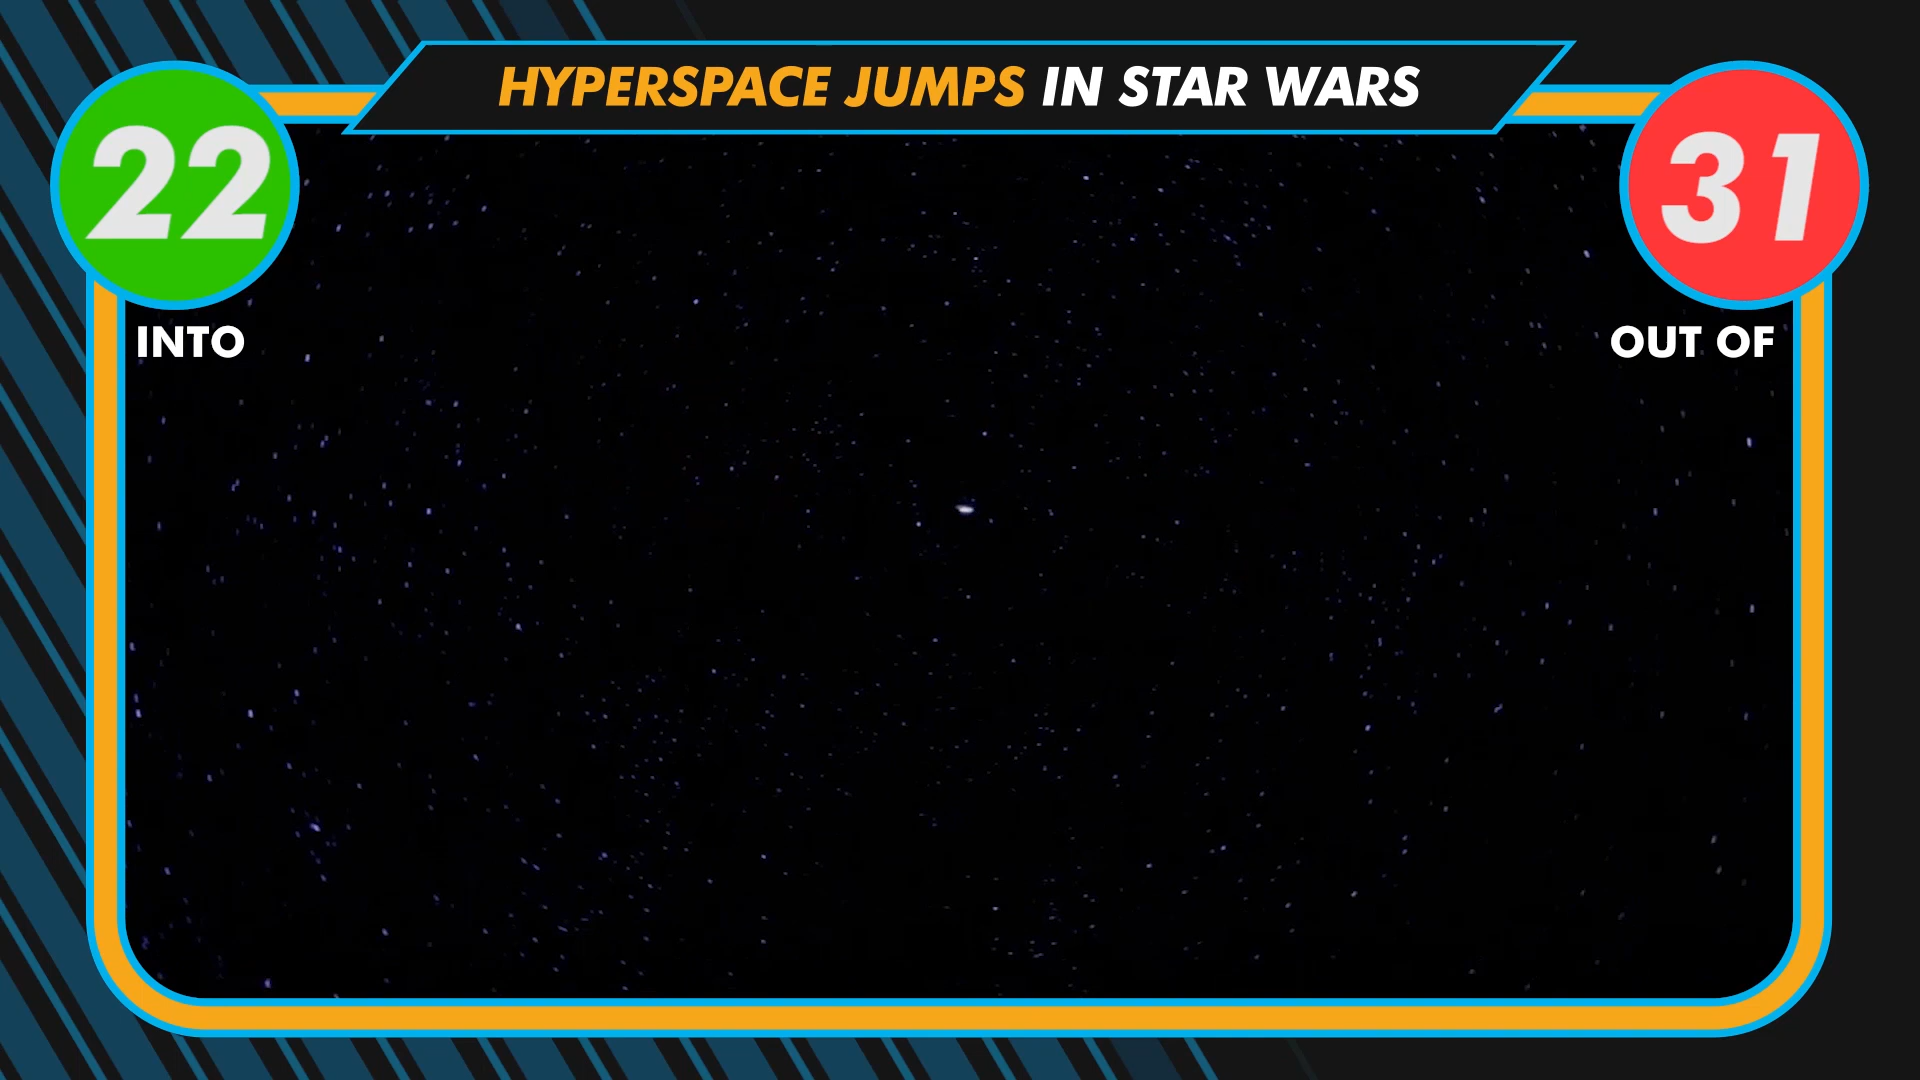 HYPERSPACE JUMPS IN STAR WARS
22
31
INTO
OUT OF